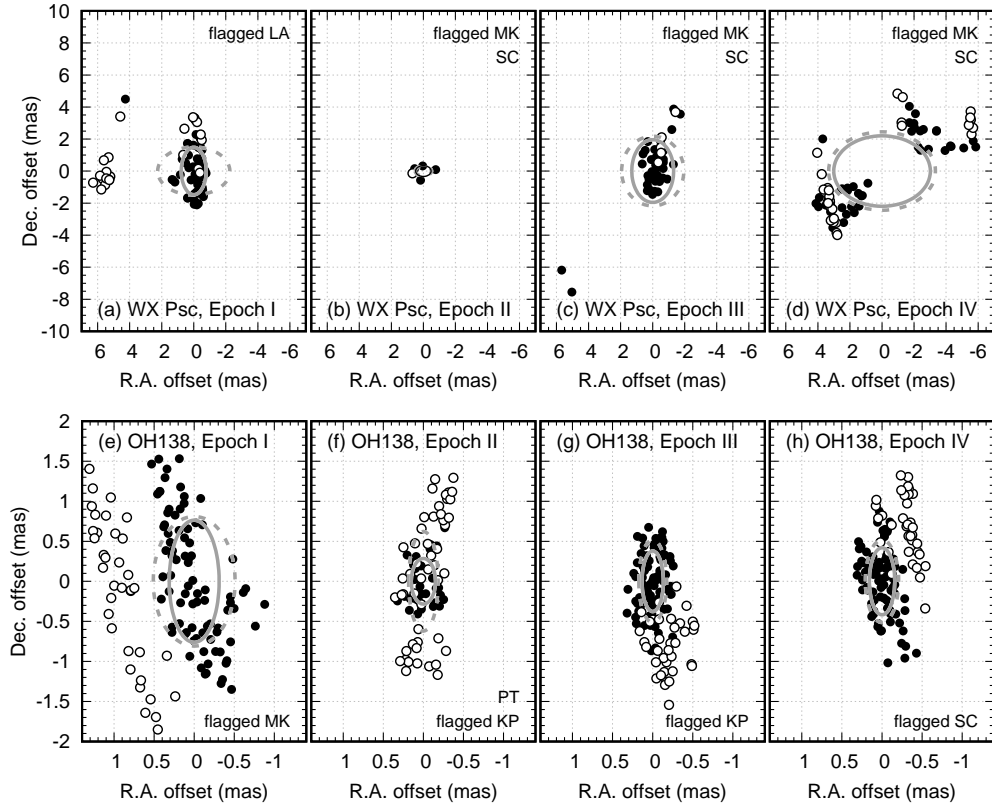 10
8
6
4
2
0
-2
-4
-6
-8
-10
Dec. offset (mas)
flagged LA
(a) WX Psc, Epoch I
6 4 2 0 -2 -4 -6
R.A. offset (mas)
flagged MK
SC
(b) WX Psc, Epoch II
6 4 2 0 -2 -4 -6
R.A. offset (mas)
flagged MK
SC
(c) WX Psc, Epoch III
6 4 2 0 -2 -4 -6
R.A. offset (mas)
flagged MK
SC
(d) WX Psc, Epoch IV
6 4 2 0 -2 -4 -6
R.A. offset (mas)
2
1.5
1
0.5
0
-0.5
-1
-1.5
-2
Dec. offset (mas)
(e) OH138, Epoch I
flagged MK
1 0.5 0 -0.5 -1
R.A. offset (mas)
(f) OH138, Epoch II
PT
flagged KP
1 0.5 0 -0.5 -1
R.A. offset (mas)
(g) OH138, Epoch III
flagged KP
1 0.5 0 -0.5 -1
R.A. offset (mas)
(h) OH138, Epoch IV
flagged SC
1 0.5 0 -0.5 -1
R.A. offset (mas)